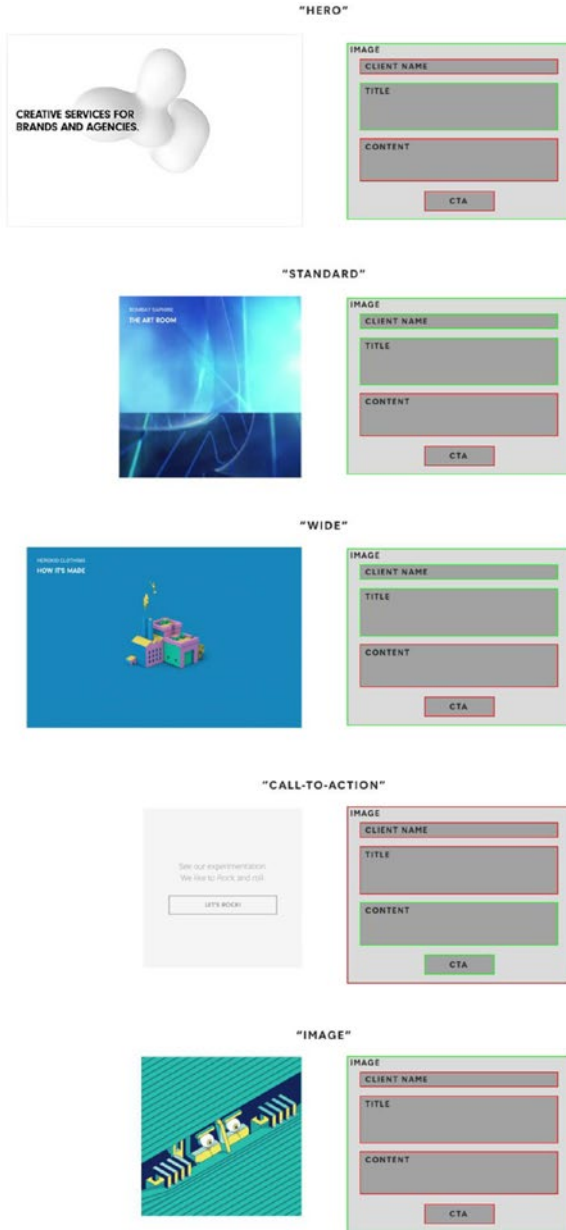 "HERO"
CREATIVE SERVICES FOR
BRANDS AND AGENCIES.
IMAGE
CLIENT NAME
TITLE
CONTENT
CTA
"STANDARD"
BOMBAY SAPPHIRE
THE ART ROOM
IMAGE
CLIENT NAME
TITLE
CONTENT
CTA
"WIDE"
CLOTHING
HOW IT'S MADE
IMAGE
CLIENT NAME
TITLE
CONTENT
CTA
"CALL-TO-ACTION"
See our experimentation
We like to Rock and roll
LET'S ROCK!
IMAGE
CLIENT NAME
TITLE
CONTENT
CTA
"IMAGE"
IMAGE
CLIENT NAME
TITLE
CONTENT
CTA